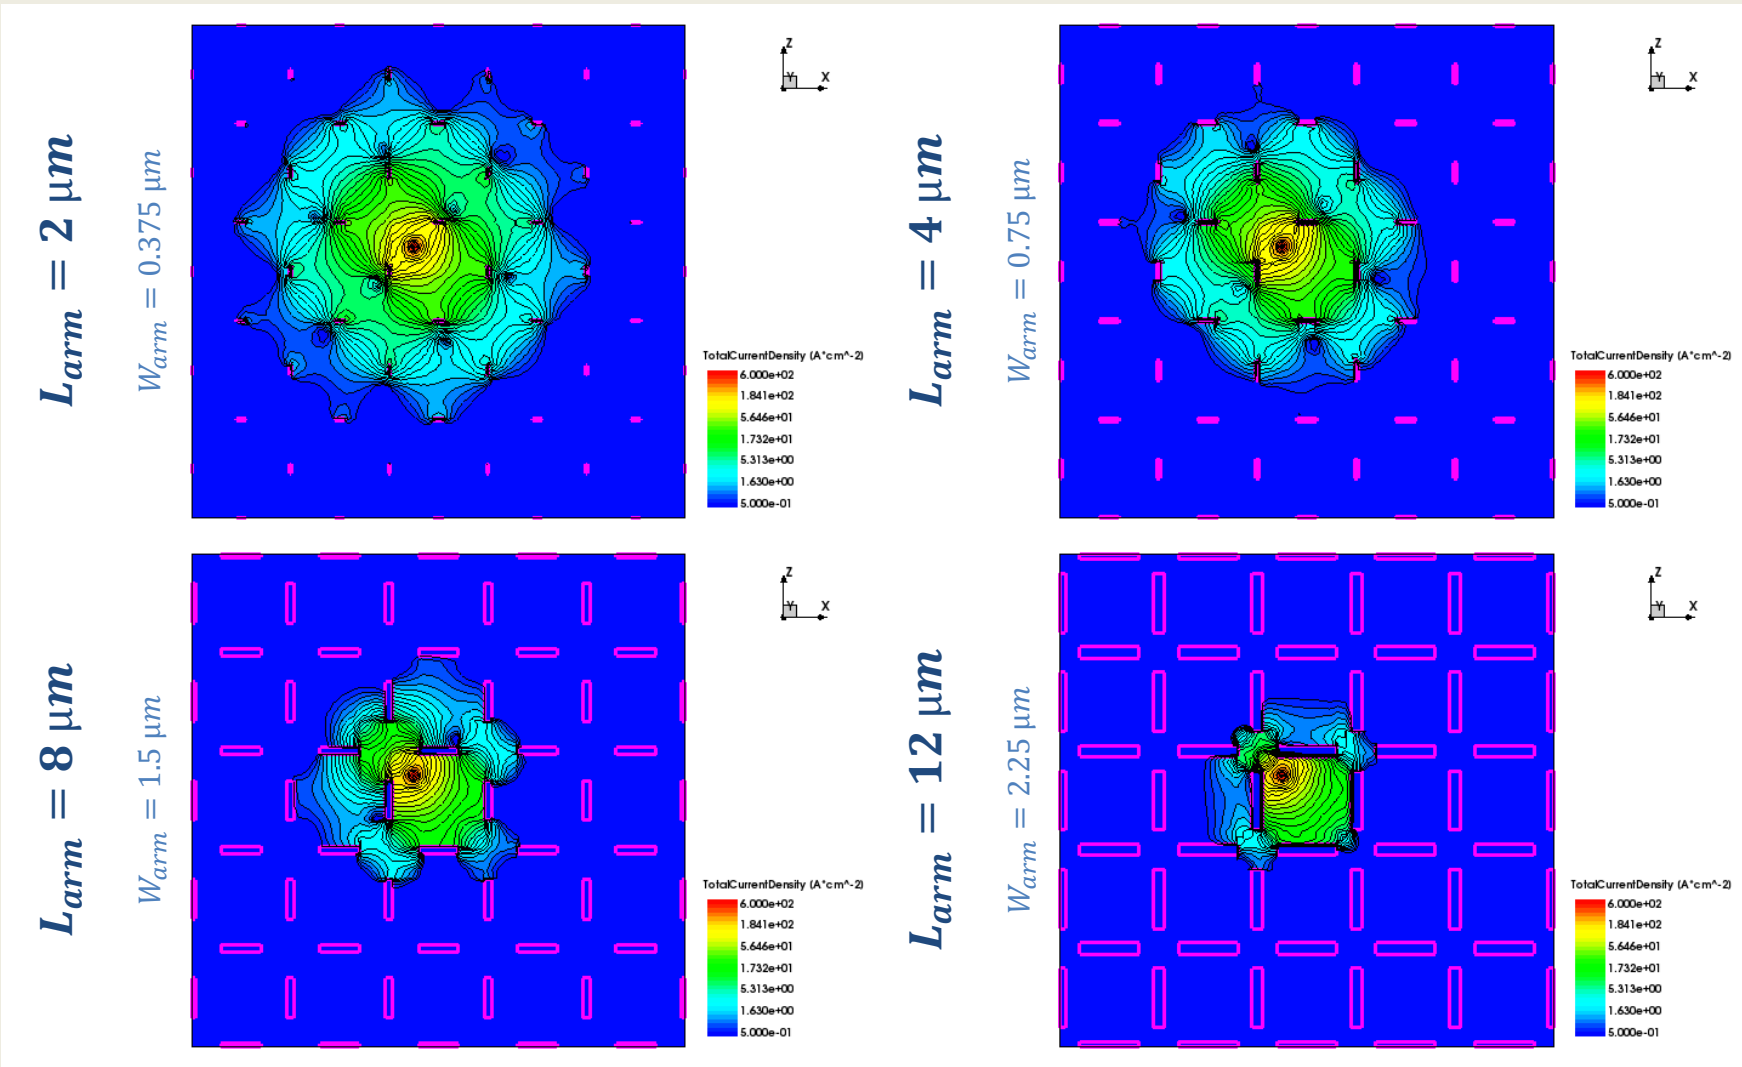 L_arm = 2 μm
W_arm = 0.375 μm
Z
Y X
TotalCurrentDensity (A*cm^-2)
6.000e+02
1.841e+02
5.646e+01
1.732e+01
5.313e+00
1.630e+00
5.000e-01
L_arm = 4 μm
W_arm = 0.75 μm
Z
Y X
TotalCurrentDensity (A*cm^-2)
6.000e+02
1.841e+02
5.646e+01
1.732e+01
5.313e+00
1.630e+00
5.000e-01
L_arm = 8 μm
W_arm = 1.5 μm
Z
Y X
TotalCurrentDensity (A*cm^-2)
6.000e+02
1.841e+02
5.646e+01
1.732e+01
5.313e+00
1.630e+00
5.000e-01
L_arm = 12 μm
W_arm = 2.25 μm
Z
Y X
TotalCurrentDensity (A*cm^-2)
6.000e+02
1.841e+02
5.646e+01
1.732e+01
5.313e+00
1.630e+00
5.000e-01